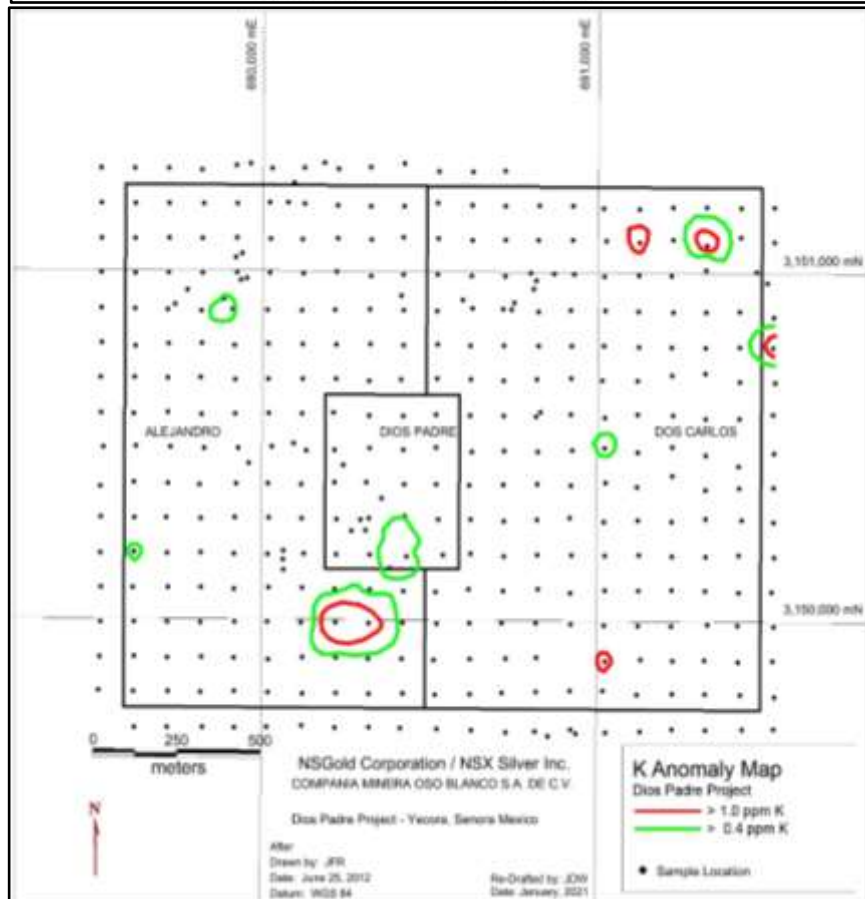 690,000 mE
691,000 mE
3,101,000 mN
ALEJANDRO
DIOS PADRE
DOS CARLOS
3,150,000 mN
0 250 500
meters
NSGold Corporation / NSX Silver Inc.
COMPANIA MINERA OSO BLANCO S.A. DE C.V.
Dios Padre Project - Yecora, Senora Mexico
After
Drawn by: JFR
Date: June 25, 2012
Datum: WGS 84
Re-Drafted by: JDW
Date: January, 2021
K Anomaly Map
Dios Padre Project
> 1.0 ppm K
> 0.4 ppm K
Sample Location
N